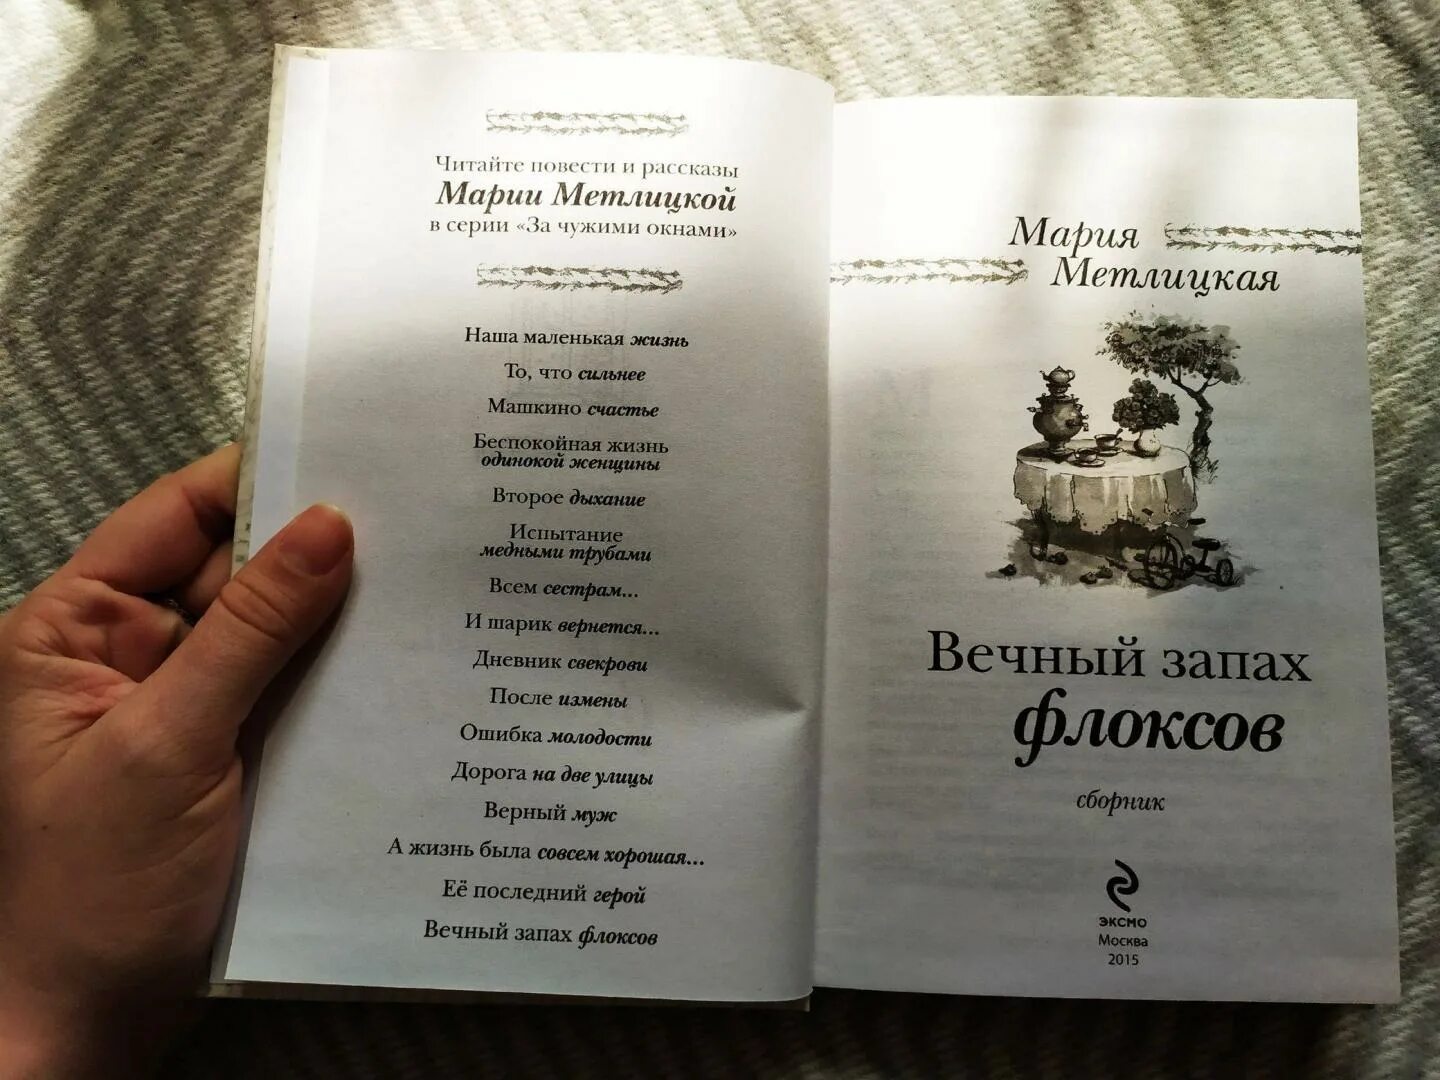 Читайте повести и рассказы
Марии Метлицкой
в серии «За чужими окнами»
Наша маленькая жизнь
То, что сильнее
Машкино счастье
Беспокойная жизнь
одинокой женщины
Второе дыхание
Испытание
медными трубами
Всем сестрам...
И шарик вернется...
Дневник свекрови
После измены
Ошибка молодости
Дорога на две улицы
Верный муж
А жизнь была совсем хорошая...
Её последний герой
Вечный запах флоксов
Мария
Метлицкая
Вечный запах
флоксов
сборник
эксмо
Москва
2015